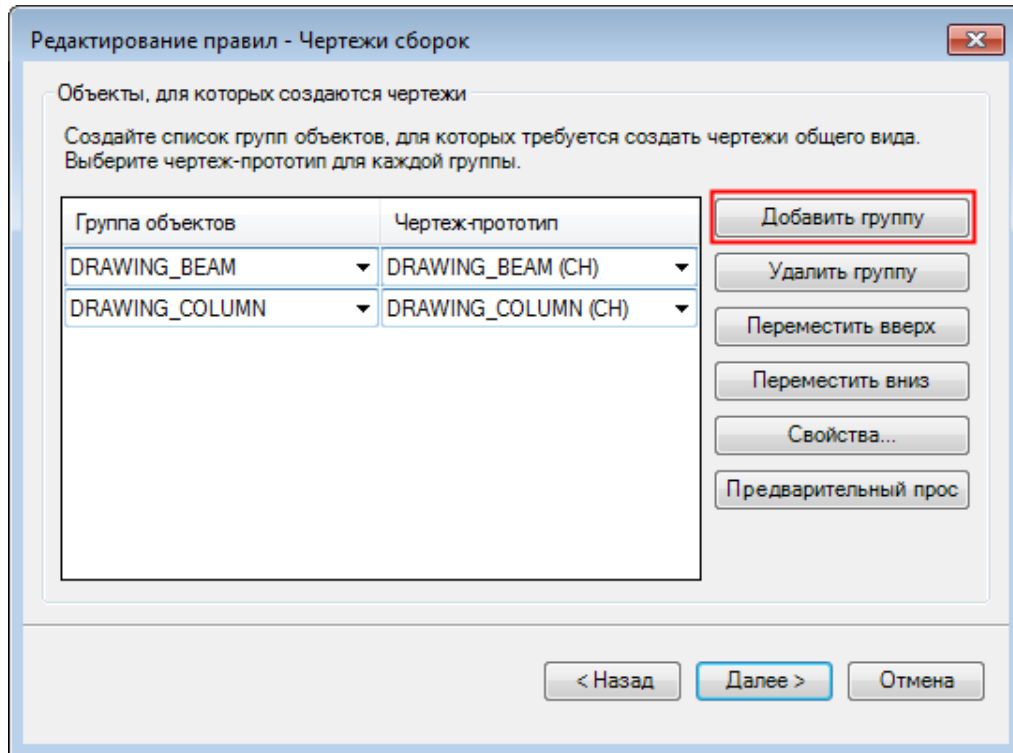 Редактирование правил - Чертежи сборок
Объекты, для которых создаются чертежи
Создайте список групп объектов, для которых требуется создать чертежи общего вида.
Выберите чертеж-прототип для каждой группы.
Группа объектов Чертеж-прототип
DRAWING_BEAM DRAWING_BEAM (CH)
DRAWING_COLUMN DRAWING_COLUMN (CH)
Добавить группу
Удалить группу
Переместить вверх
Переместить вниз
Свойства...
Предварительный прос
< Назад Далее > Отмена